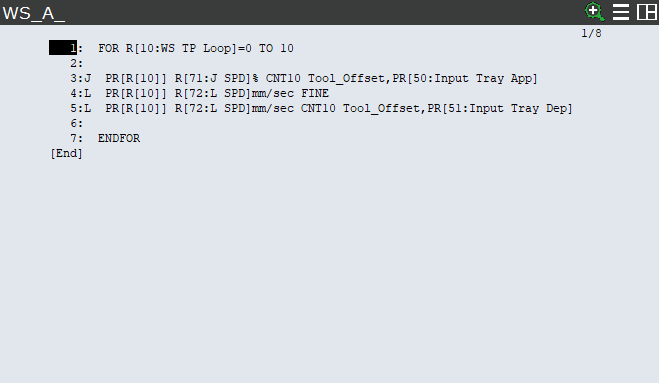 WS_A_
1/8
1: FOR R[10:WS TP Loop]=0 TO 10
2:
3:J PR[R[10]] R[71:J SPD]% CNT10 Tool_Offset,PR[50:Input Tray App]
4:L PR[R[10]] R[72:L SPD]mm/sec FINE
5:L PR[R[10]] R[72:L SPD]mm/sec CNT10 Tool_Offset,PR[51:Input Tray Dep]
6:
7: ENDFOR
[End]